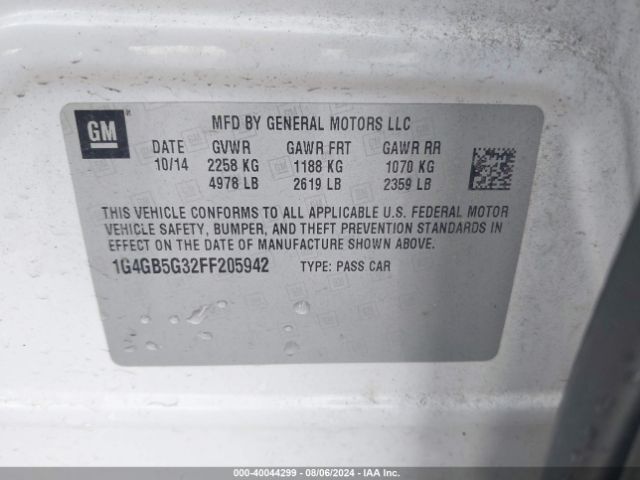 GM
MFD BY GENERAL MOTORS LLC
DATE GVWR GAWR FRT GAWR RR
10/14 2258 KG 1188 KG 1070 KG
4978 LB 2619 LB 2359 LB
THIS VEHICLE CONFORMS TO ALL APPLICABLE U.S. FEDERAL MOTOR
VEHICLE SAFETY, BUMPER, AND THEFT PREVENTION STANDARDS IN
EFFECT ON THE DATE OF MANUFACTURE SHOWN ABOVE.
1G4GB5G32FF205942 TYPE: PASS CAR
000-40044299 - 08/06/2024 - IAA Inc.